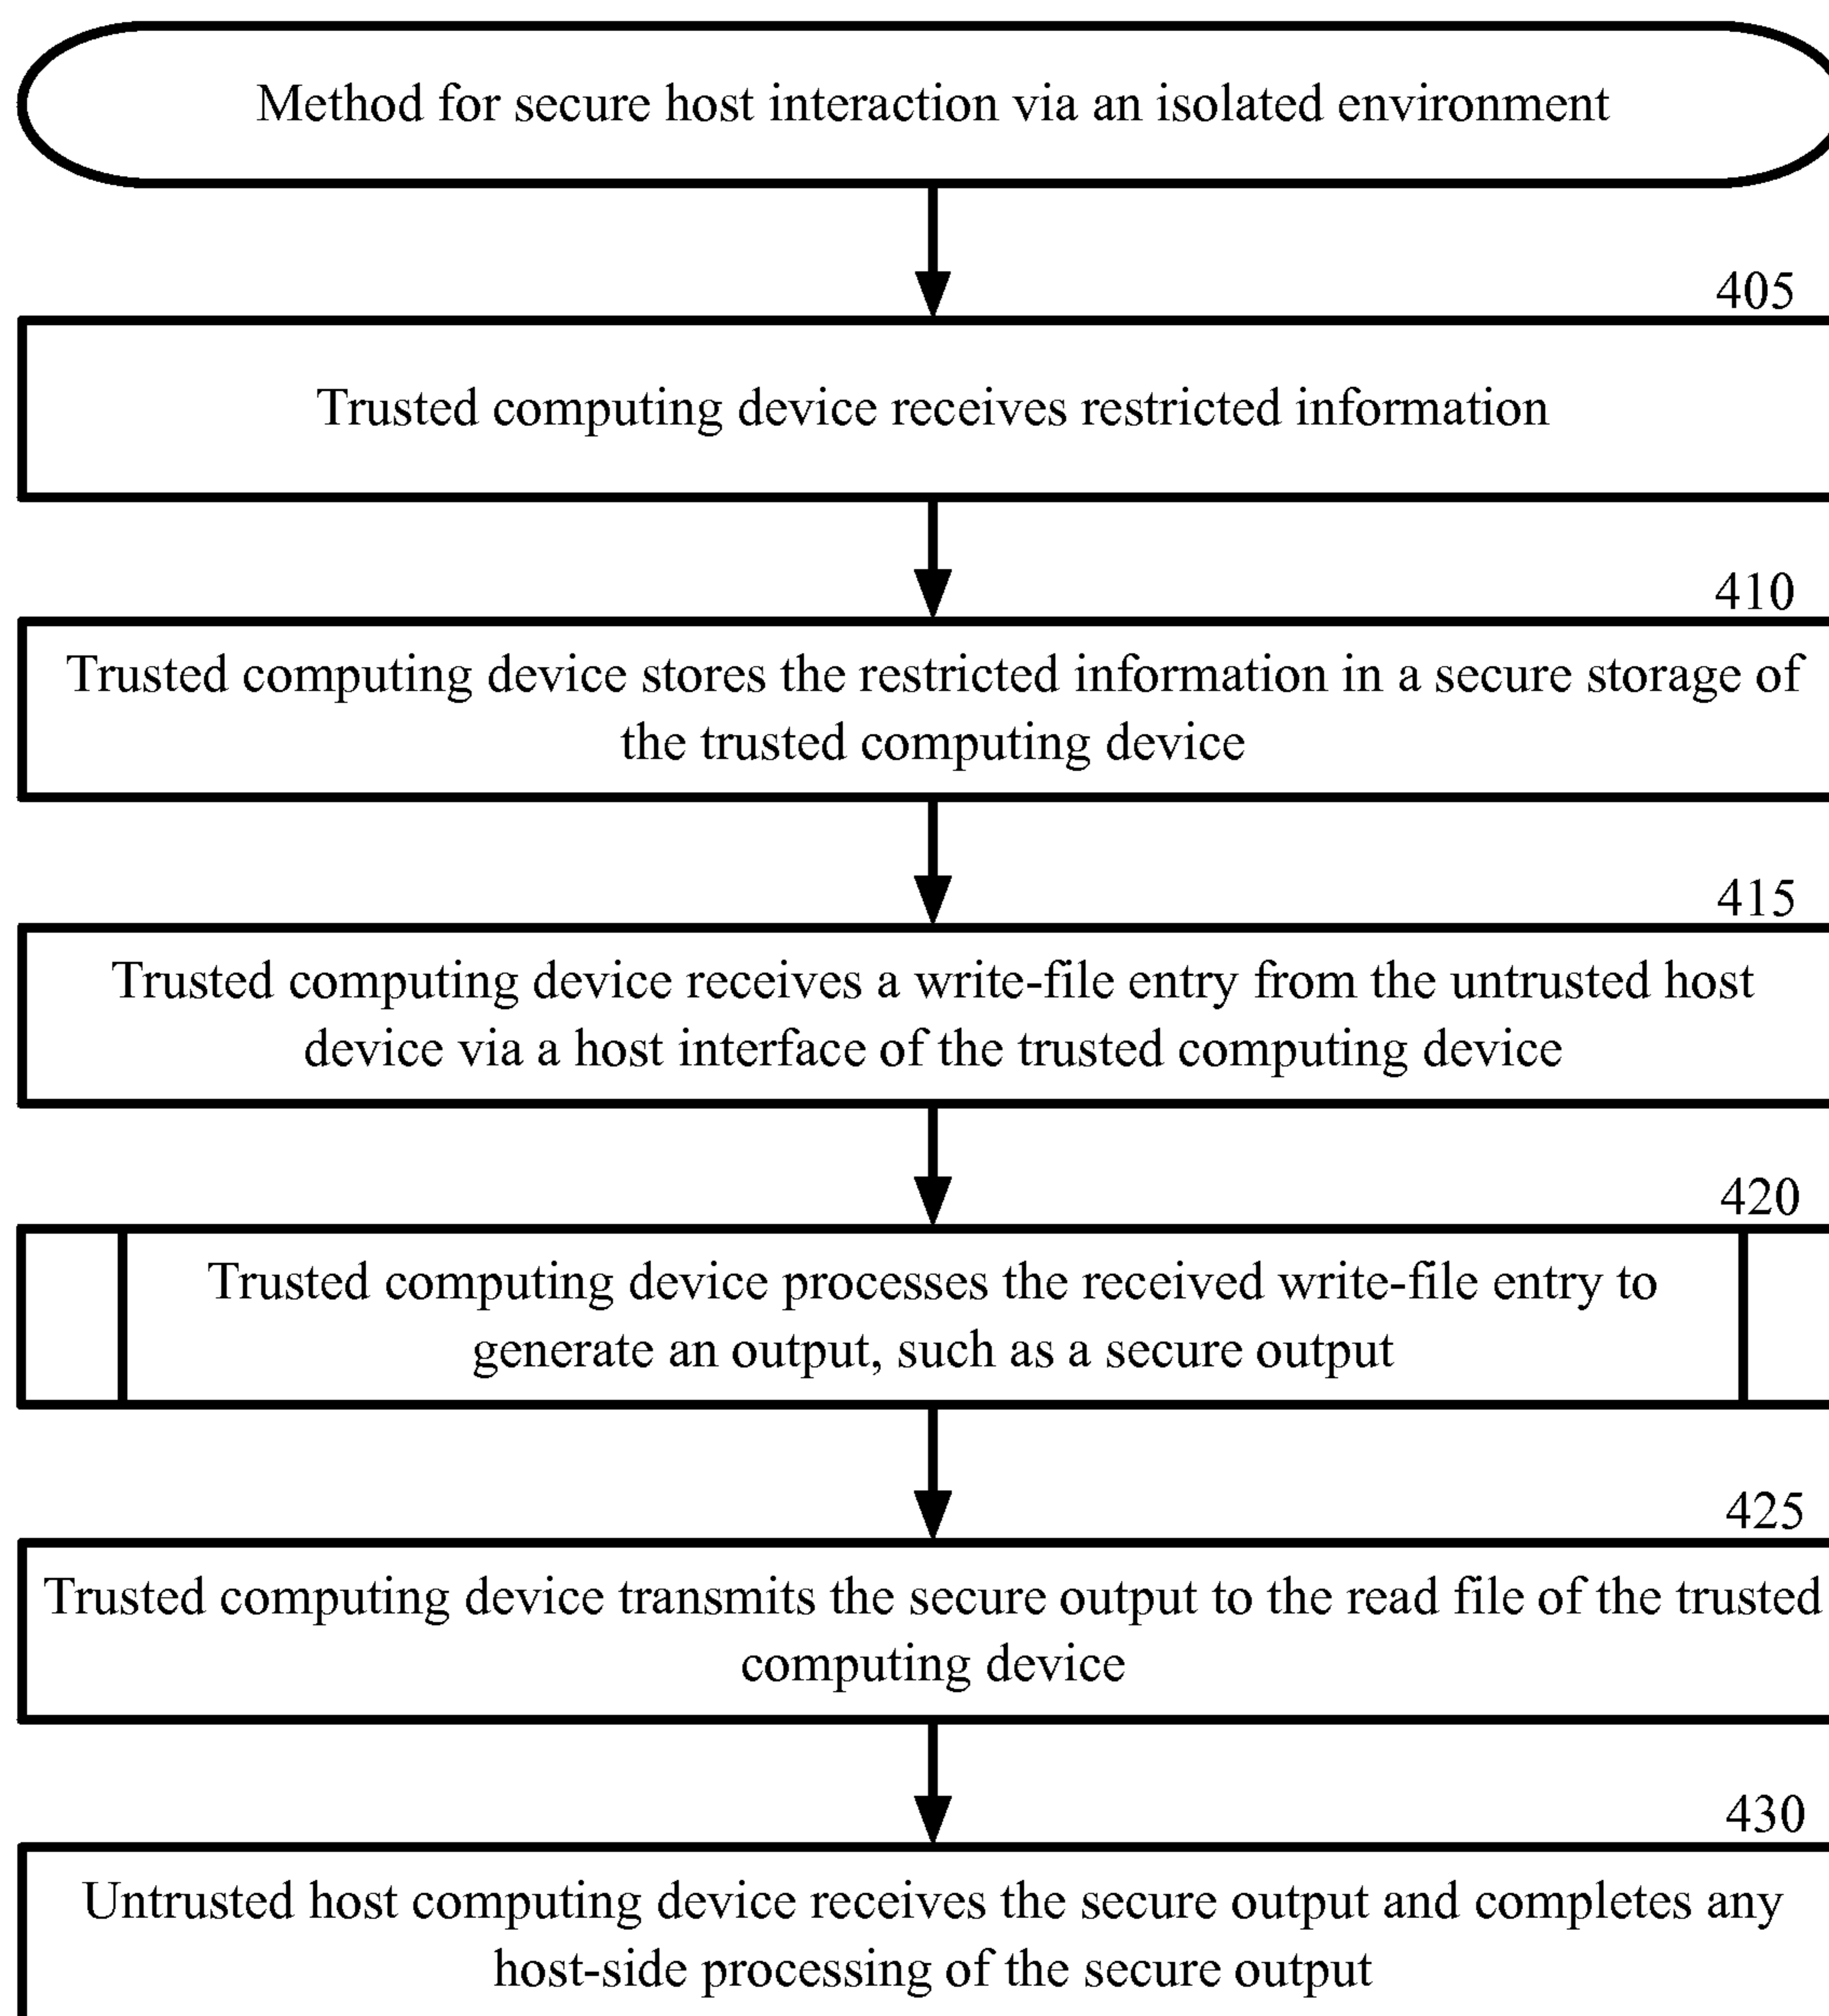 Method for secure host interaction via an isolated environment
405
Trusted computing device receives restricted information
410
Trusted computing device stores the restricted information in a secure storage of
the trusted computing device
415
Trusted computing device receives a write-file entry from the untrusted host
device via a host interface of the trusted computing device
420
Trusted computing device processes the received write-file entry to
generate an output, such as a secure output
425
Trusted computing device transmits the secure output to the read file of the trusted
computing device
430
Untrusted host computing device receives the secure output and completes any
host-side processing of the secure output